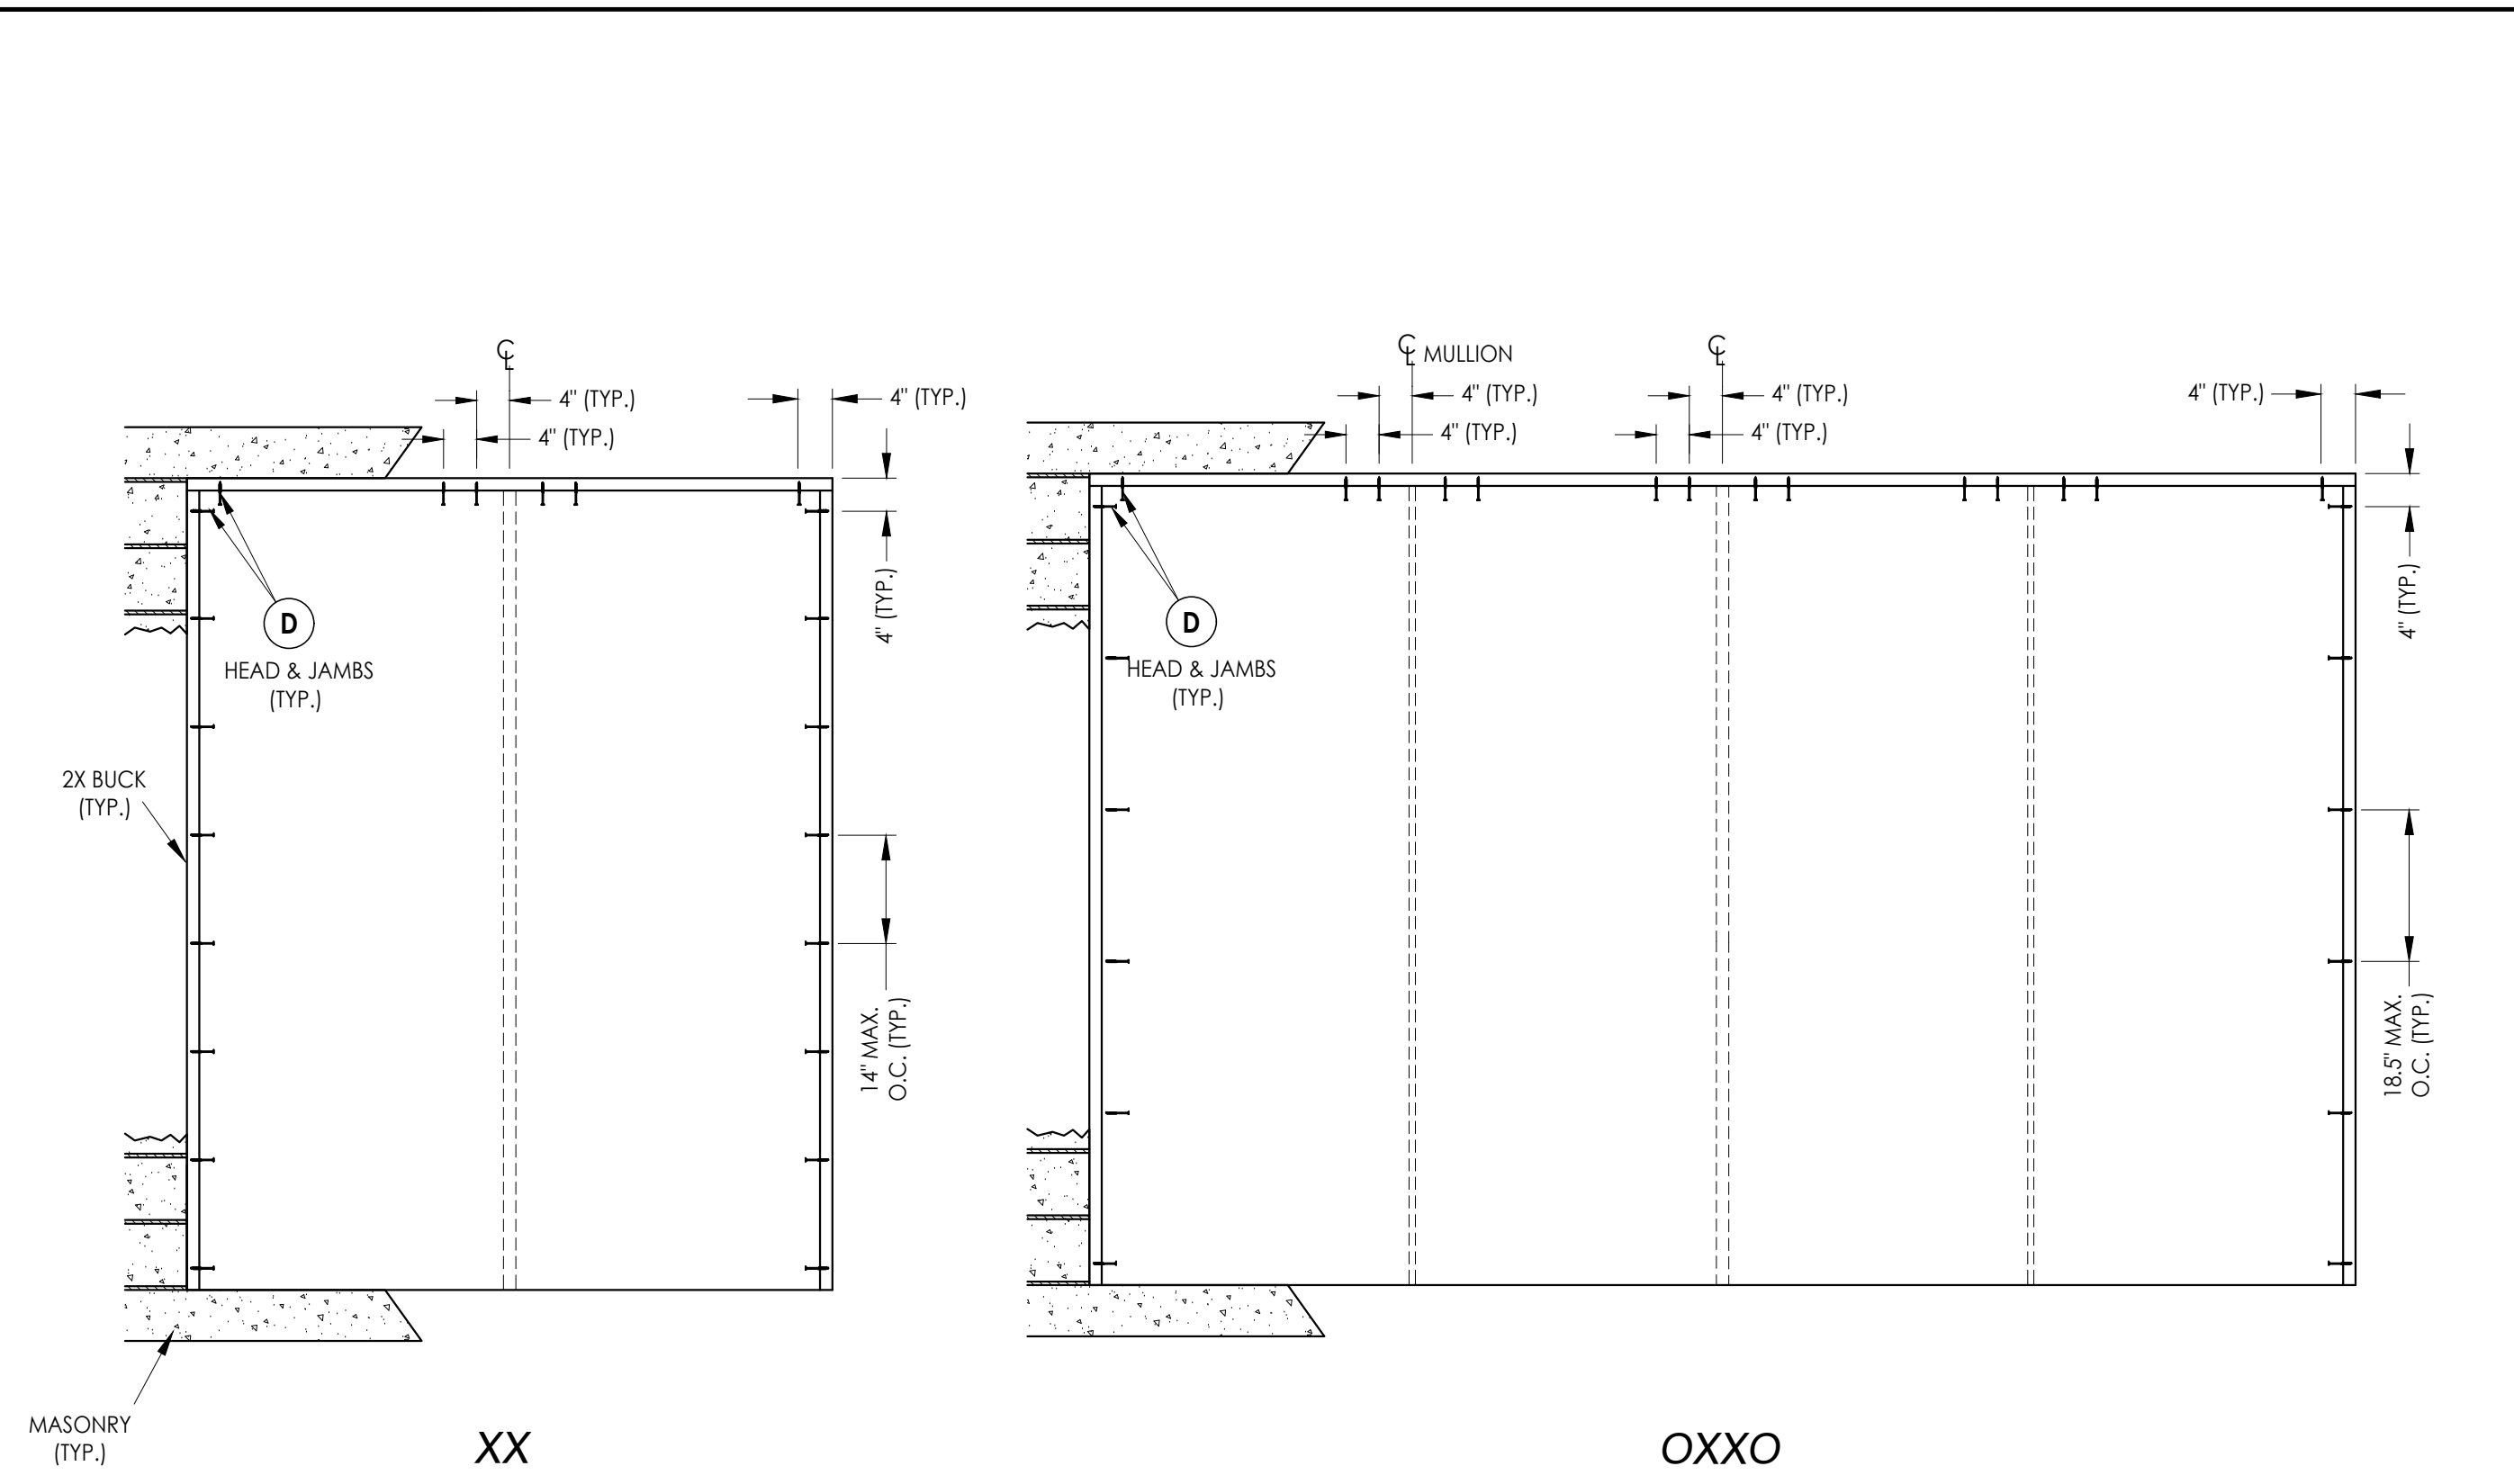 ℄
4" (TYP.)
4" (TYP.)
4" (TYP.)
4" (TYP.)
D
HEAD & JAMBS
(TYP.)
2X BUCK
(TYP.)
14" MAX.
O.C. (TYP.)
MASONRY
(TYP.)
XX
℄ MULLION
℄
4" (TYP.)
4" (TYP.)
4" (TYP.)
4" (TYP.)
4" (TYP.)
4" (TYP.)
D
HEAD & JAMBS
(TYP.)
18.5" MAX.
O.C. (TYP.)
OXXO